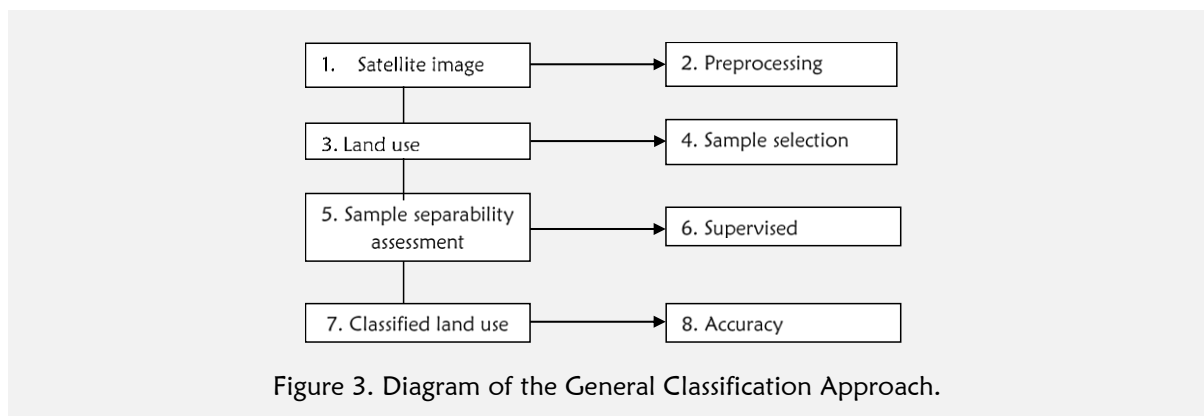 1. Satellite image
2. Preprocessing
3. Land use
4. Sample selection
5. Sample separability
assessment
6. Supervised
7. Classified land use
8. Accuracy
Figure 3. Diagram of the General Classification Approach.